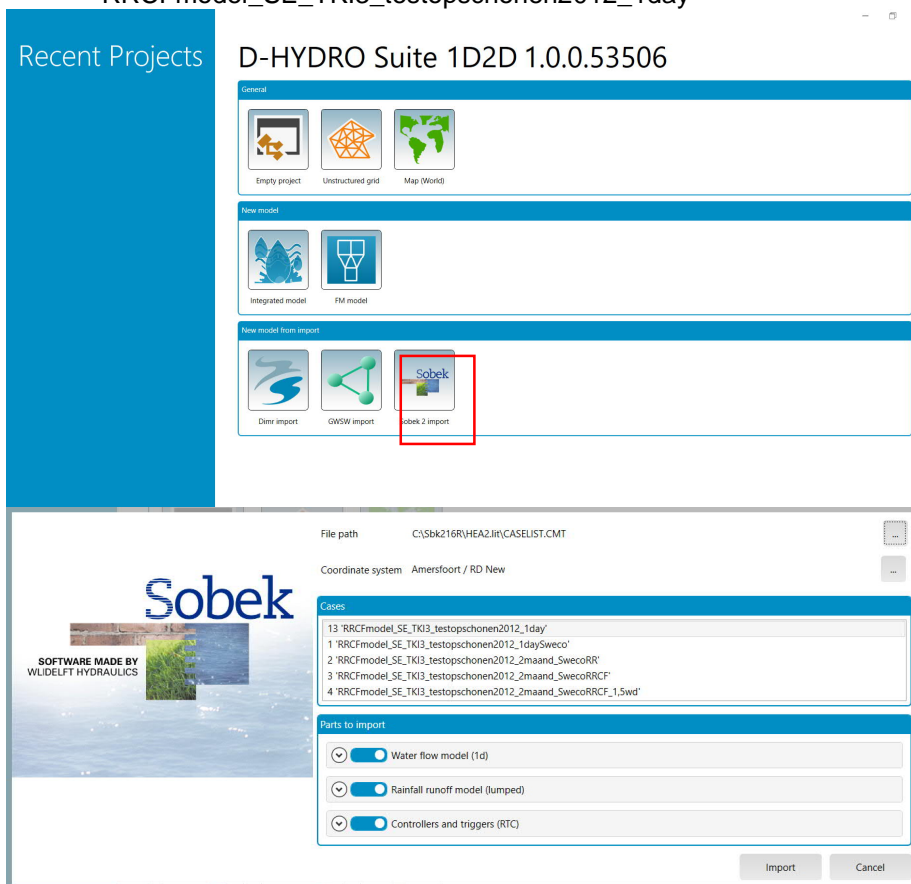 RRCFmodel_SE_TKI3_testopschonen2012_1day
Recent Projects
D-HYDRO Suite 1D2D 1.0.0.53506
General
Empty project
Unstructured grid
Map (World)
New model
Integrated model
FM model
New model from import
Sobek
Dimr import
GWSW import
Sobek 2 import
File path
C:\Sbk216R\HEA2.lit\CASELIST.CMT
...
Coordinate system
Amersfoort / RD New
...
Sobek
SOFTWARE MADE BY
WL|DELFT HYDRAULICS
Cases
13 'RRCFmodel_SE_TKI3_testopschonen2012_1day'
1 'RRCFmodel_SE_TKI3_testopschonen2012_1daySweco'
2 'RRCFmodel_SE_TKI3_testopschonen2012_2maand_SwecoRR'
3 'RRCFmodel_SE_TKI3_testopschonen2012_2maand_SwecoRRCF'
4 'RRCFmodel_SE_TKI3_testopschonen2012_2maand_SwecoRRCF_1,5wd'
Parts to import
Water flow model (1d)
Rainfall runoff model (lumped)
Controllers and triggers (RTC)
Import
Cancel